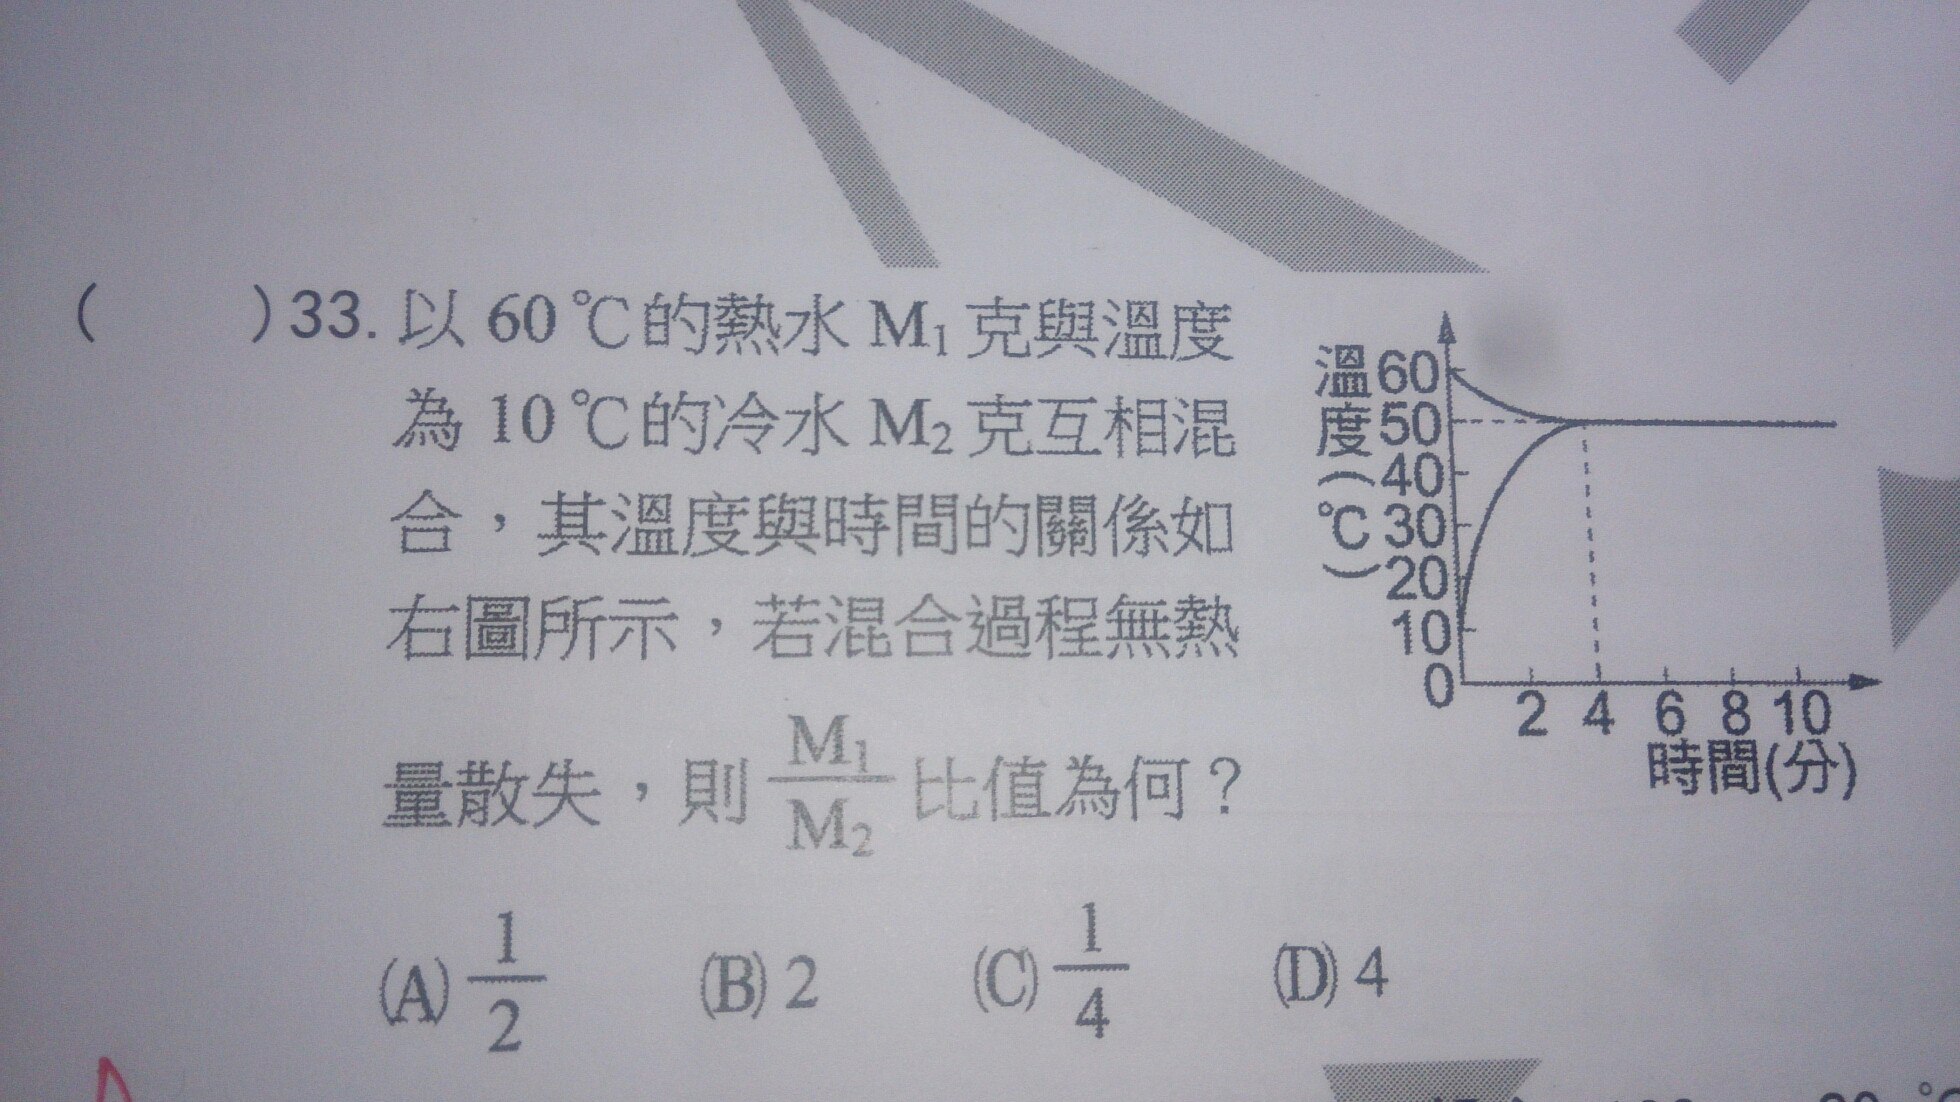 (　　)33. 以 60℃的熱水 M₁ 克與溫度
為 10℃的冷水 M₂ 克互相混
合，其溫度與時間的關係如
右圖所示，若混合過程無熱
量散失，則 M₁/M₂ 比值為何？
(A) 1/2 (B) 2 (C) 1/4 (D) 4
溫度(℃)
60
50
40
30
20
10
0
2 4 6 8 10
時間(分)